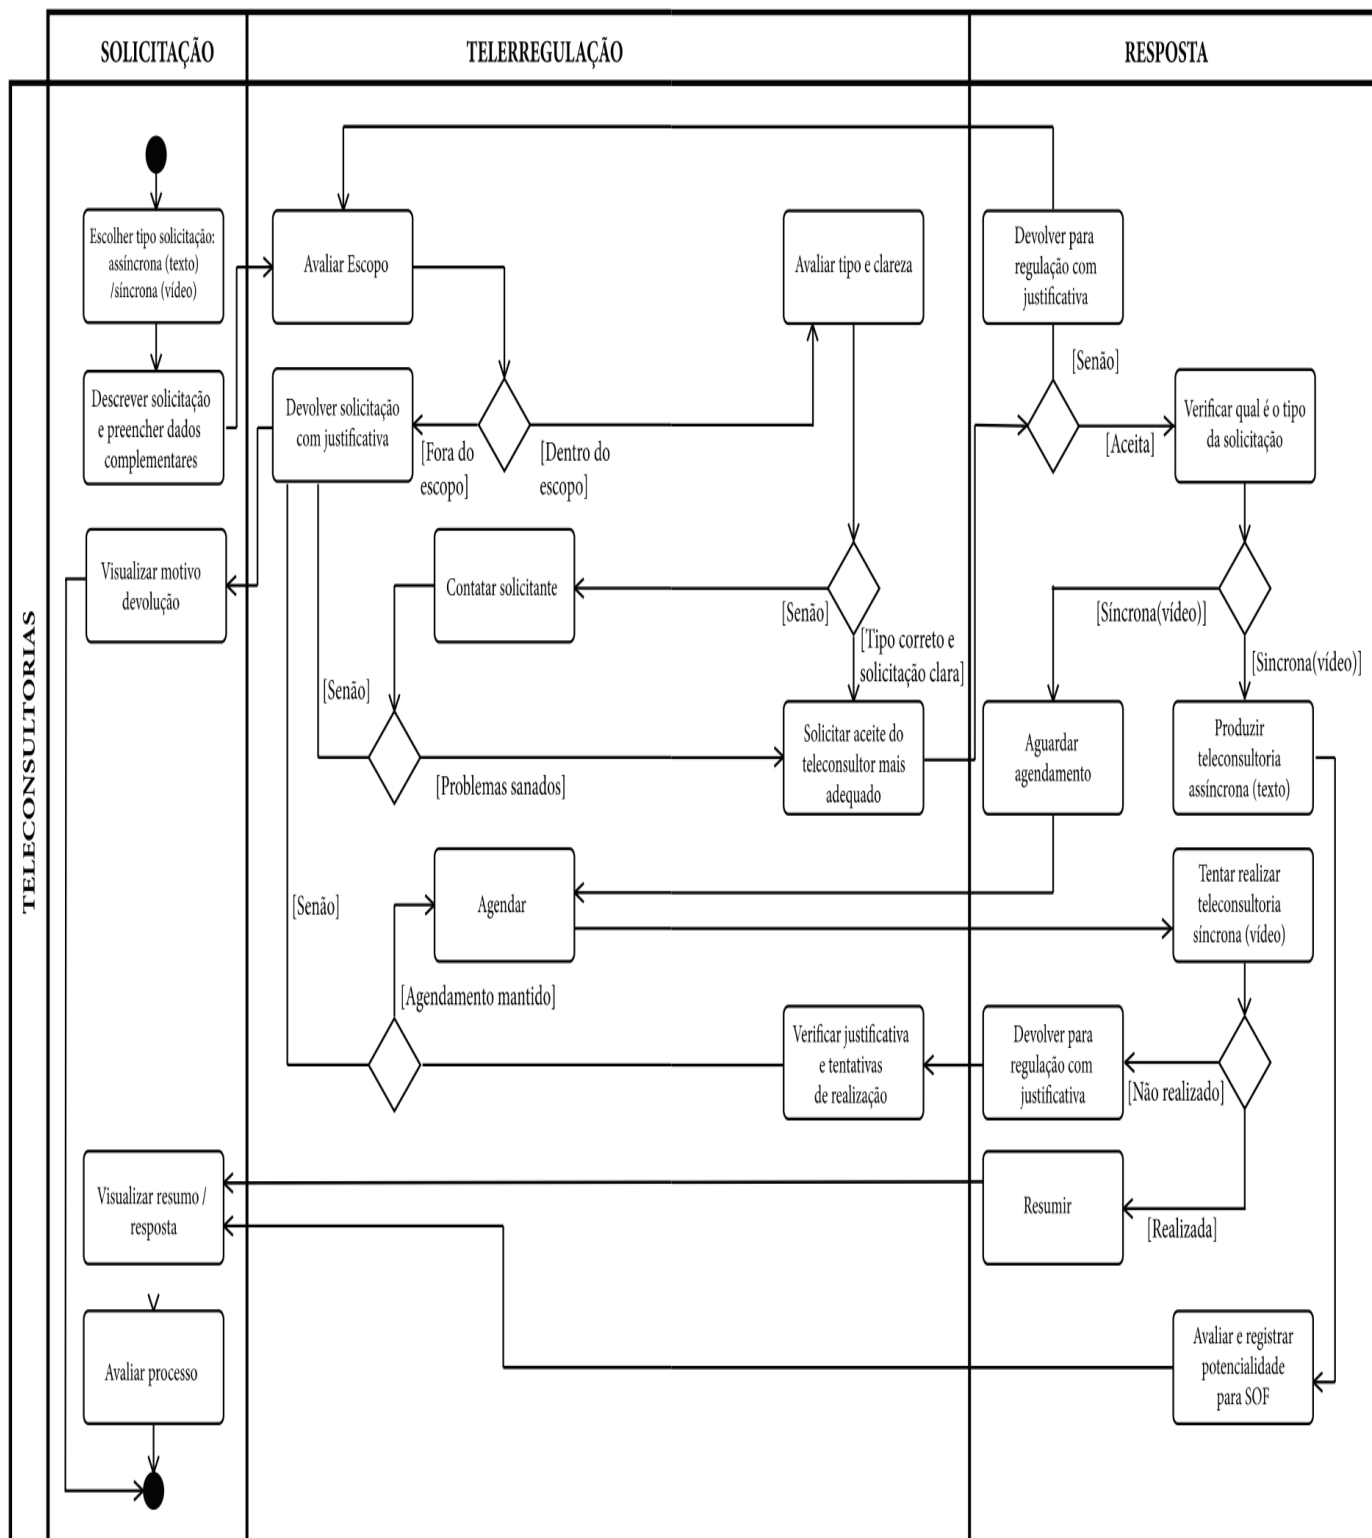 SOLICITAÇÃO
TELERREGULAÇÃO
RESPOSTA
TELECONSULTORIAS
Escolher tipo solicitação:
assíncrona (texto)
/síncrona (vídeo)
Descrever solicitação
e preencher dados
complementares
Visualizar motivo
devolução
Visualizar resumo /
resposta
Avaliar processo
Avaliar Escopo
Devolver solicitação
com justificativa
[Fora do
escopo]
[Dentro do
escopo]
Avaliar tipo e clareza
Contatar solicitante
[Senão]
[Tipo correto e
solicitação clara]
[Senão]
[Problemas sanados]
Solicitar aceite do
teleconsultor mais
adequado
Agendar
[Senão]
[Agendamento mantido]
Verificar justificativa
e tentativas
de realização
Devolver para
regulação com
justificativa
[Senão]
[Aceita]
Verificar qual é o tipo
da solicitação
[Síncrona(vídeo)]
[Sincrona(vídeo)]
Aguardar
agendamento
Produzir
teleconsultoria
assíncrona (texto)
Tentar realizar
teleconsultoria
síncrona (vídeo)
Devolver para
regulação com
justificativa
[Não realizado]
Resumir
[Realizada]
Avaliar e registrar
potencialidade
para SOF